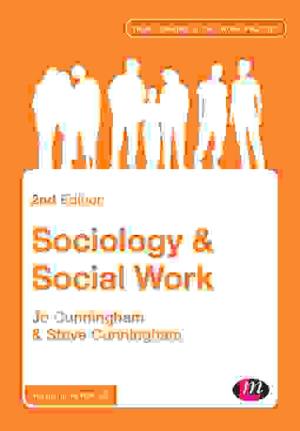 2nd Edition
Sociology &
Social Work
Jo Cunningham
& Steve Cunningham